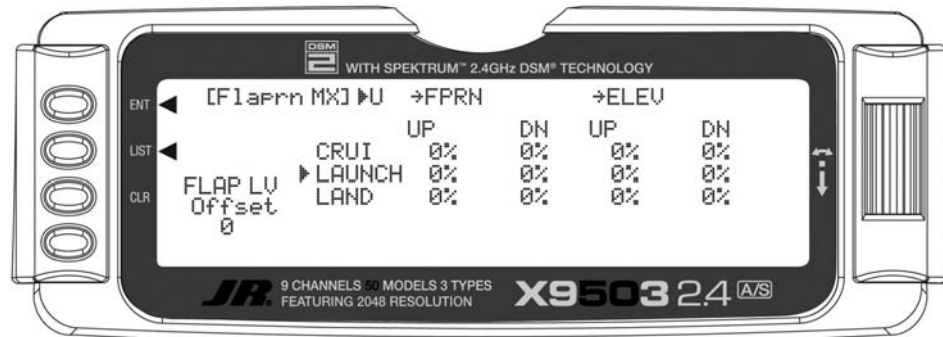 DSM
2
WITH SPEKTRUM™ 2.4GHz DSM® TECHNOLOGY
ENT
LIST
CLR
[Flaprn MX] U →FPRN →ELEV
UP DN UP DN
CRUI 0% 0% 0% 0%
LAUNCH 0% 0% 0% 0%
LAND 0% 0% 0% 0%
FLAP LV
Offset
0
JR.
9 CHANNELS 50 MODELS 3 TYPES
FEATURING 2048 RESOLUTION
X9503 2.4 A/S